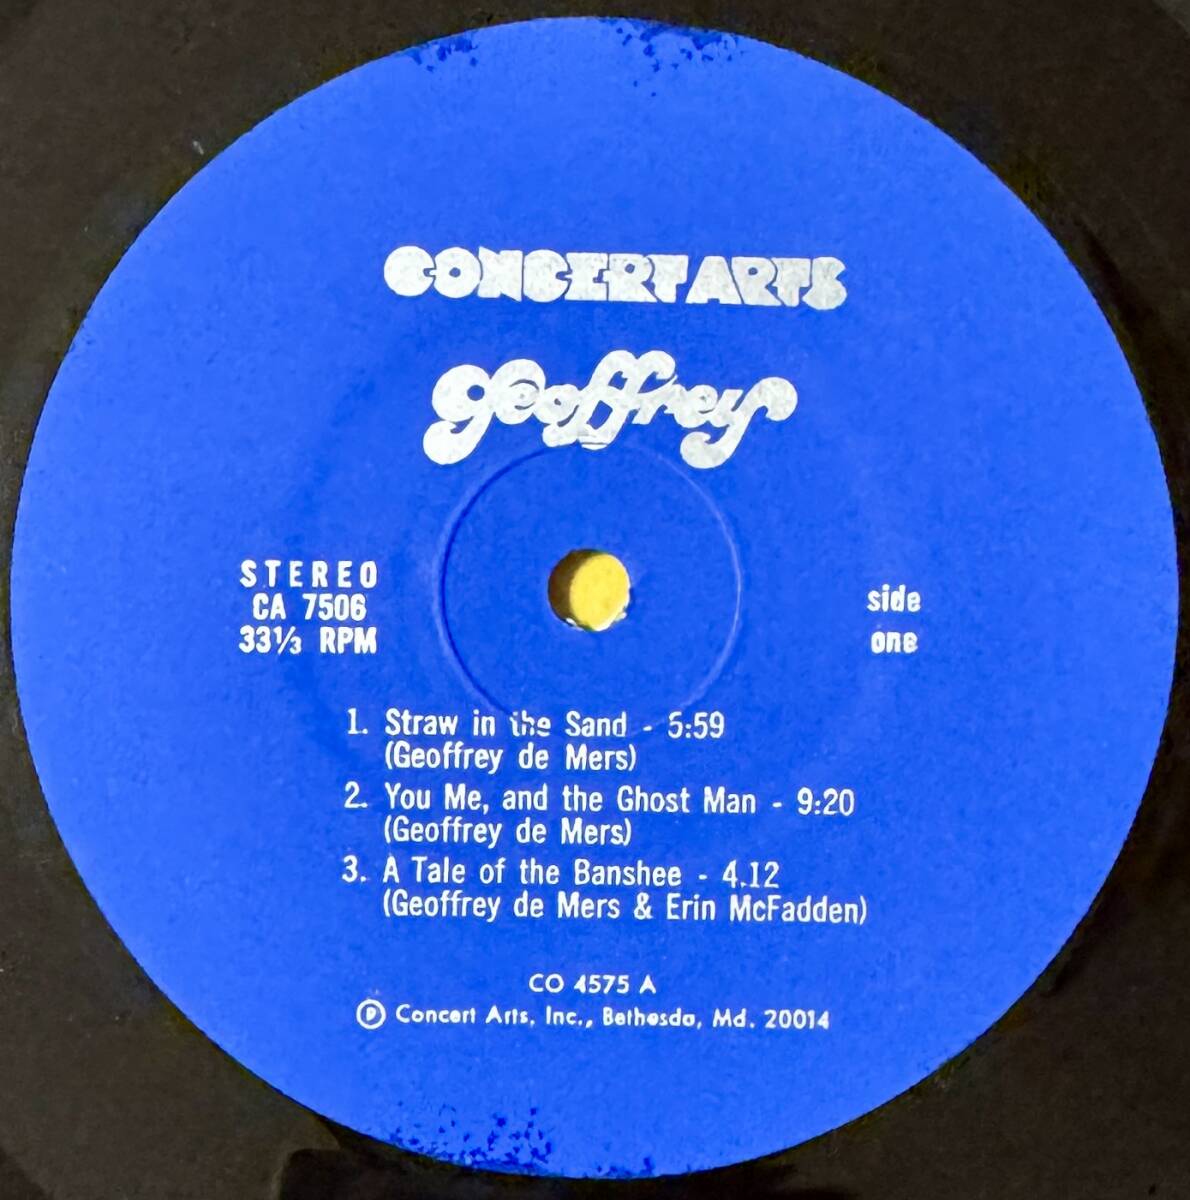 CONCERT ARTS
geoffrey
STEREO
CA 7506
33⅓ RPM
side
one
1. Straw in the Sand - 5:59
(Geoffrey de Mers)
2. You Me, and the Ghost Man - 9:20
(Geoffrey de Mers)
3. A Tale of the Banshee - 4.12
(Geoffrey de Mers & Erin McFadden)
CO 4575 A
℗ Concert Arts, Inc., Bethesda, Md. 20014